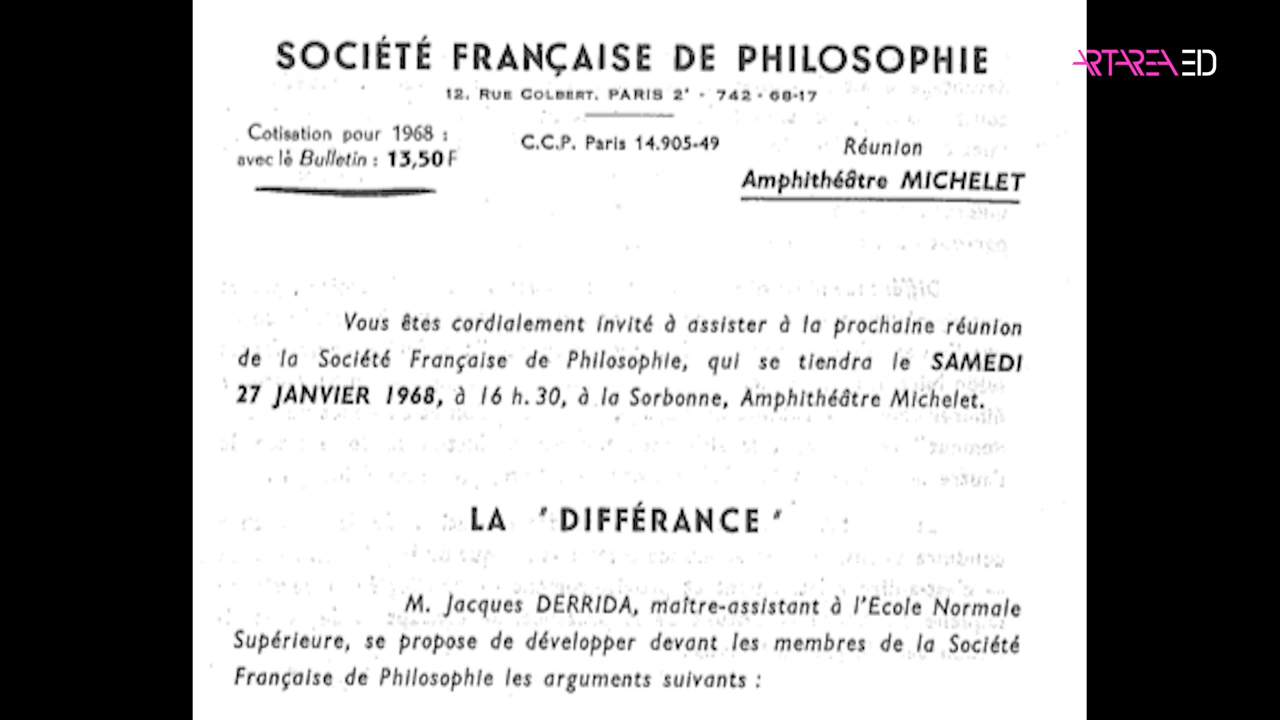 SOCIÉTÉ FRANÇAISE DE PHILOSOPHIE
ARTAREA ED
12, RUE COLBERT, PARIS 2ᵉ - 742 - 68-17
Cotisation pour 1968 :
avec le Bulletin : 13,50 F
C.C.P. Paris 14.905-49
Réunion
Amphithéâtre MICHELET
Vous êtes cordialement invité à assister à la prochaine réunion
de la Société Française de Philosophie, qui se tiendra le SAMEDI
27 JANVIER 1968, à 16 h. 30, à la Sorbonne, Amphithéâtre Michelet.
LA "DIFFÉRANCE"
M. Jacques DERRIDA, maître-assistant à l'Ecole Normale
Supérieure, se propose de développer devant les membres de la Société
Française de Philosophie les arguments suivants :